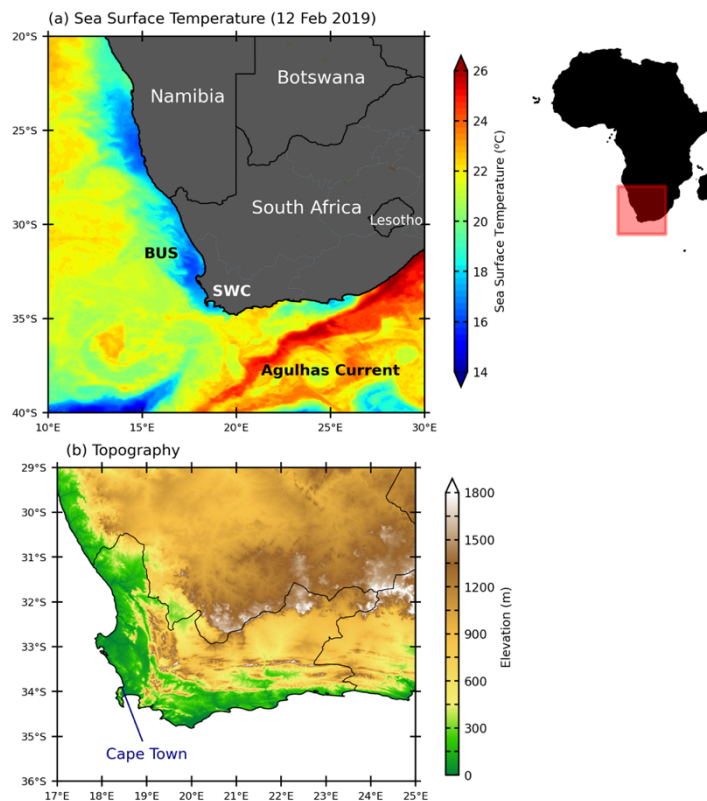 (a) Sea Surface Temperature (12 Feb 2019)
20°S
25°S
30°S
35°S
40°S
10°E
15°E
20°E
25°E
30°E
Namibia
Botswana
South Africa
Lesotho
BUS
SWC
Agulhas Current
26
24
22
20
18
16
14
Sea Surface Temperature (°C)
(b) Topography
29°S
30°S
31°S
32°S
33°S
34°S
35°S
36°S
17°E
18°E
19°E
20°E
21°E
22°E
23°E
24°E
25°E
Cape Town
1800
1500
1200
900
600
300
0
Elevation (m)